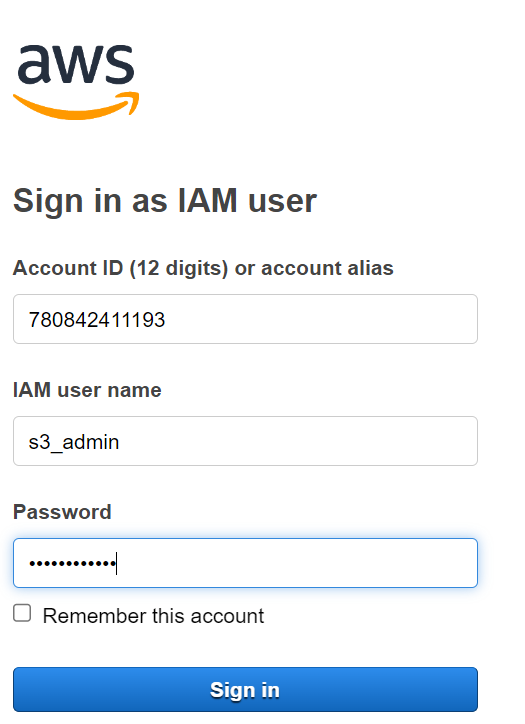 aws
Sign in as IAM user
Account ID (12 digits) or account alias
780842411193
IAM user name
s3_admin
Password
••••••••••••
Remember this account
Sign in